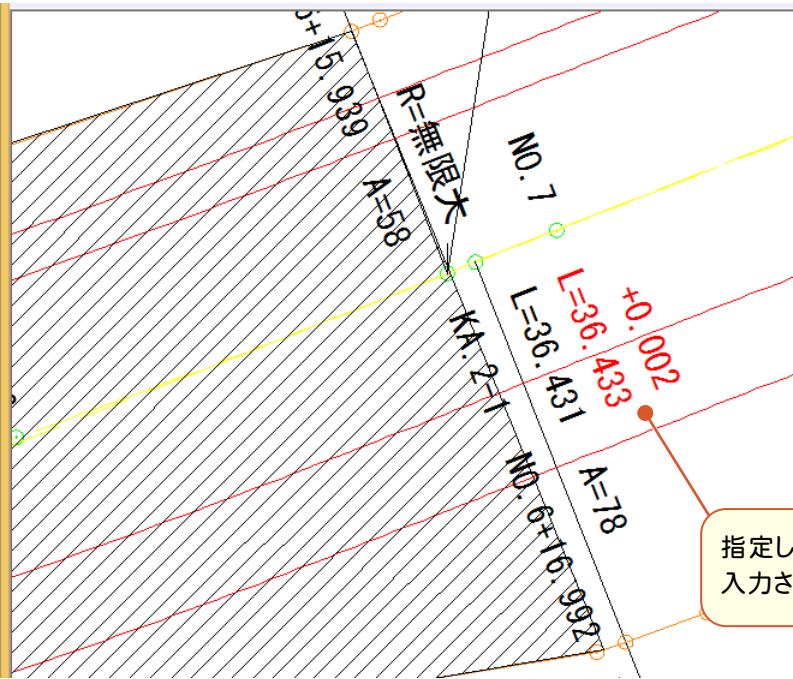 +15.939
R=無限大
A=58
NO.7
KA.2-1
L=36.431
L=36.433
+0.002
NO.6+16.992
A=78
指定し
入力さ